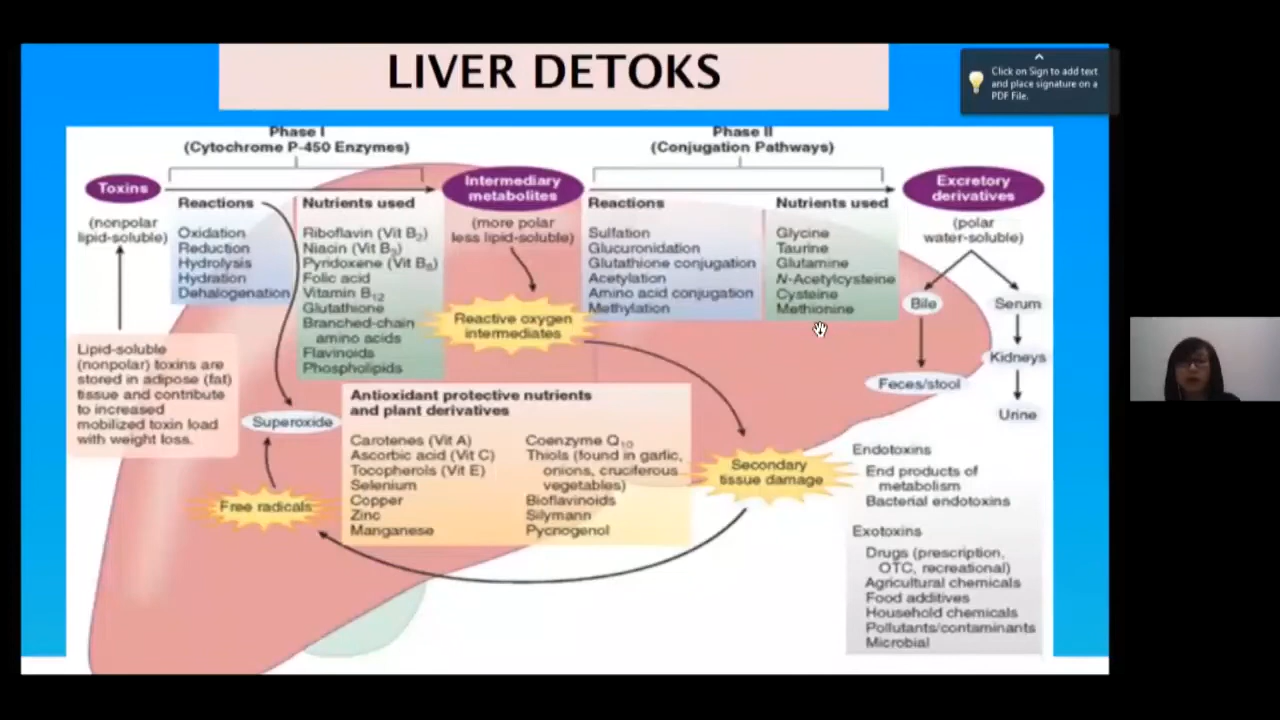 LIVER DETOKS
Click on Sign to add text
and place signature on a
PDF File.
Phase I
(Cytochrome P-450 Enzymes)
Phase II
(Conjugation Pathways)
Toxins
(nonpolar
lipid-soluble)
Reactions
Oxidation
Reduction
Hydrolysis
Hydration
Dehalogenation
Nutrients used
Riboflavin (Vit B2)
Niacin (Vit B3)
Pyridoxene (Vit B6)
Folic acid
Vitamin B12
Glutathione
Branched-chain
amino acids
Flavinoids
Phospholipids
Intermediary
metabolites
(more polar
less lipid-soluble)
Reactive oxygen
intermediates
Reactions
Sulfation
Glucuronidation
Glutathione conjugation
Acetylation
Amino acid conjugation
Methylation
Nutrients used
Glycine
Taurine
Glutamine
N-Acetylcysteine
Cysteine
Methionine
Excretory
derivatives
(polar
water-soluble)
Bile
Feces/stool
Serum
Kidneys
Urine
Lipid-soluble
(nonpolar) toxins are
stored in adipose (fat)
tissue and contribute
to increased
mobilized toxin load
with weight loss.
Superoxide
Free radicals
Antioxidant protective nutrients
and plant derivatives
Carotenes (Vit A)
Ascorbic acid (Vit C)
Tocopherols (Vit E)
Selenium
Copper
Zinc
Manganese
Coenzyme Q10
Thiols (found in garlic,
onions, cruciferous
vegetables)
Bioflavinoids
Silymann
Pycnogenol
Secondary
tissue damage
Endotoxins
End products of
metabolism
Bacterial endotoxins
Exotoxins
Drugs (prescription,
OTC, recreational)
Agricultural chemicals
Food additives
Household chemicals
Pollutants/contaminants
Microbial